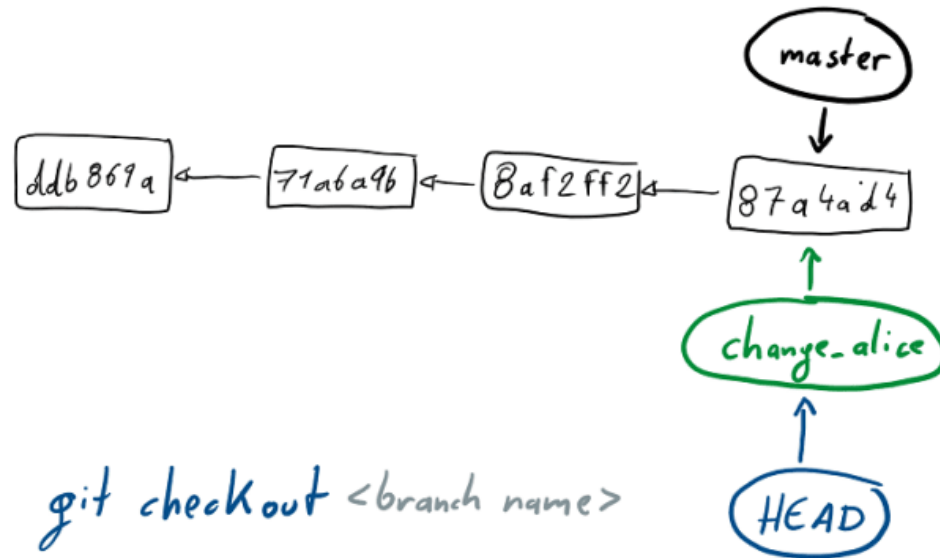 master
ddb869a 71a6a9b 8af2ff2 87a4ad4
change_alice
git checkout <branch name>
HEAD